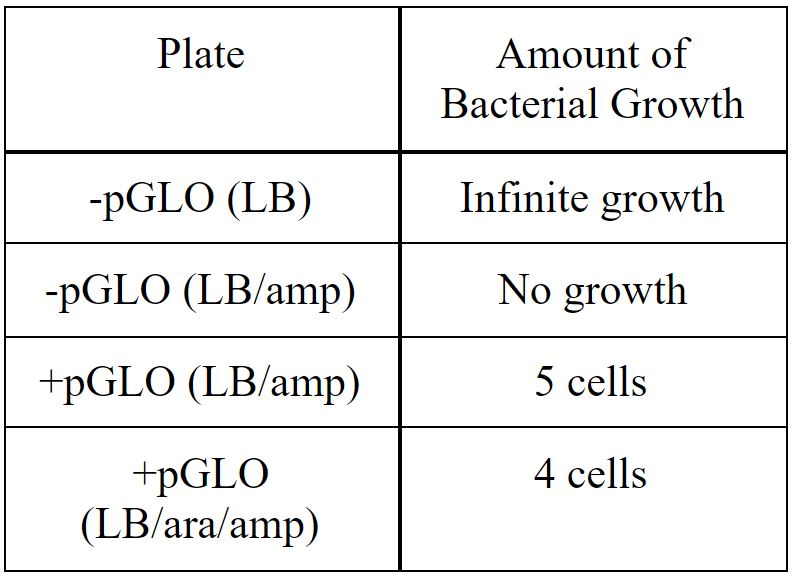 Plate
Amount of
Bacterial Growth
-pGLO (LB)
Infinite growth
-pGLO (LB/amp)
No growth
+pGLO (LB/amp)
5 cells
+pGLO
(LB/ara/amp)
4 cells